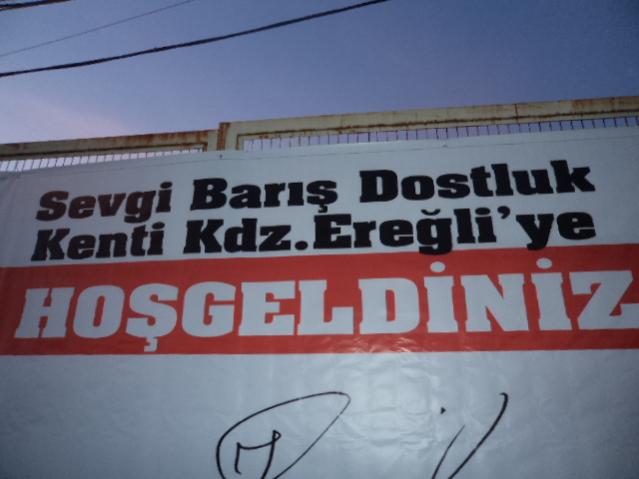 Sevgi Barış Dostluk
Kenti Kdz.Ereğli'ye
HOŞGELDİNİZ